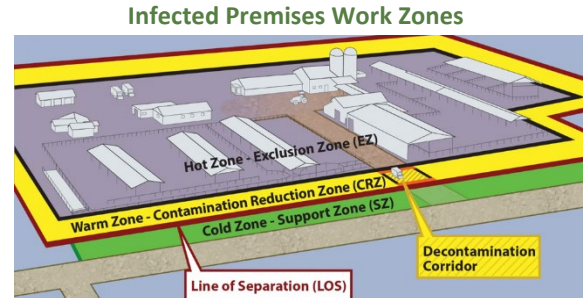 Infected Premises Work Zones
Hot Zone - Exclusion Zone (EZ)
Warm Zone - Contamination Reduction Zone (CRZ)
Cold Zone - Support Zone (SZ)
Decontamination
Corridor
Line of Separation (LOS)